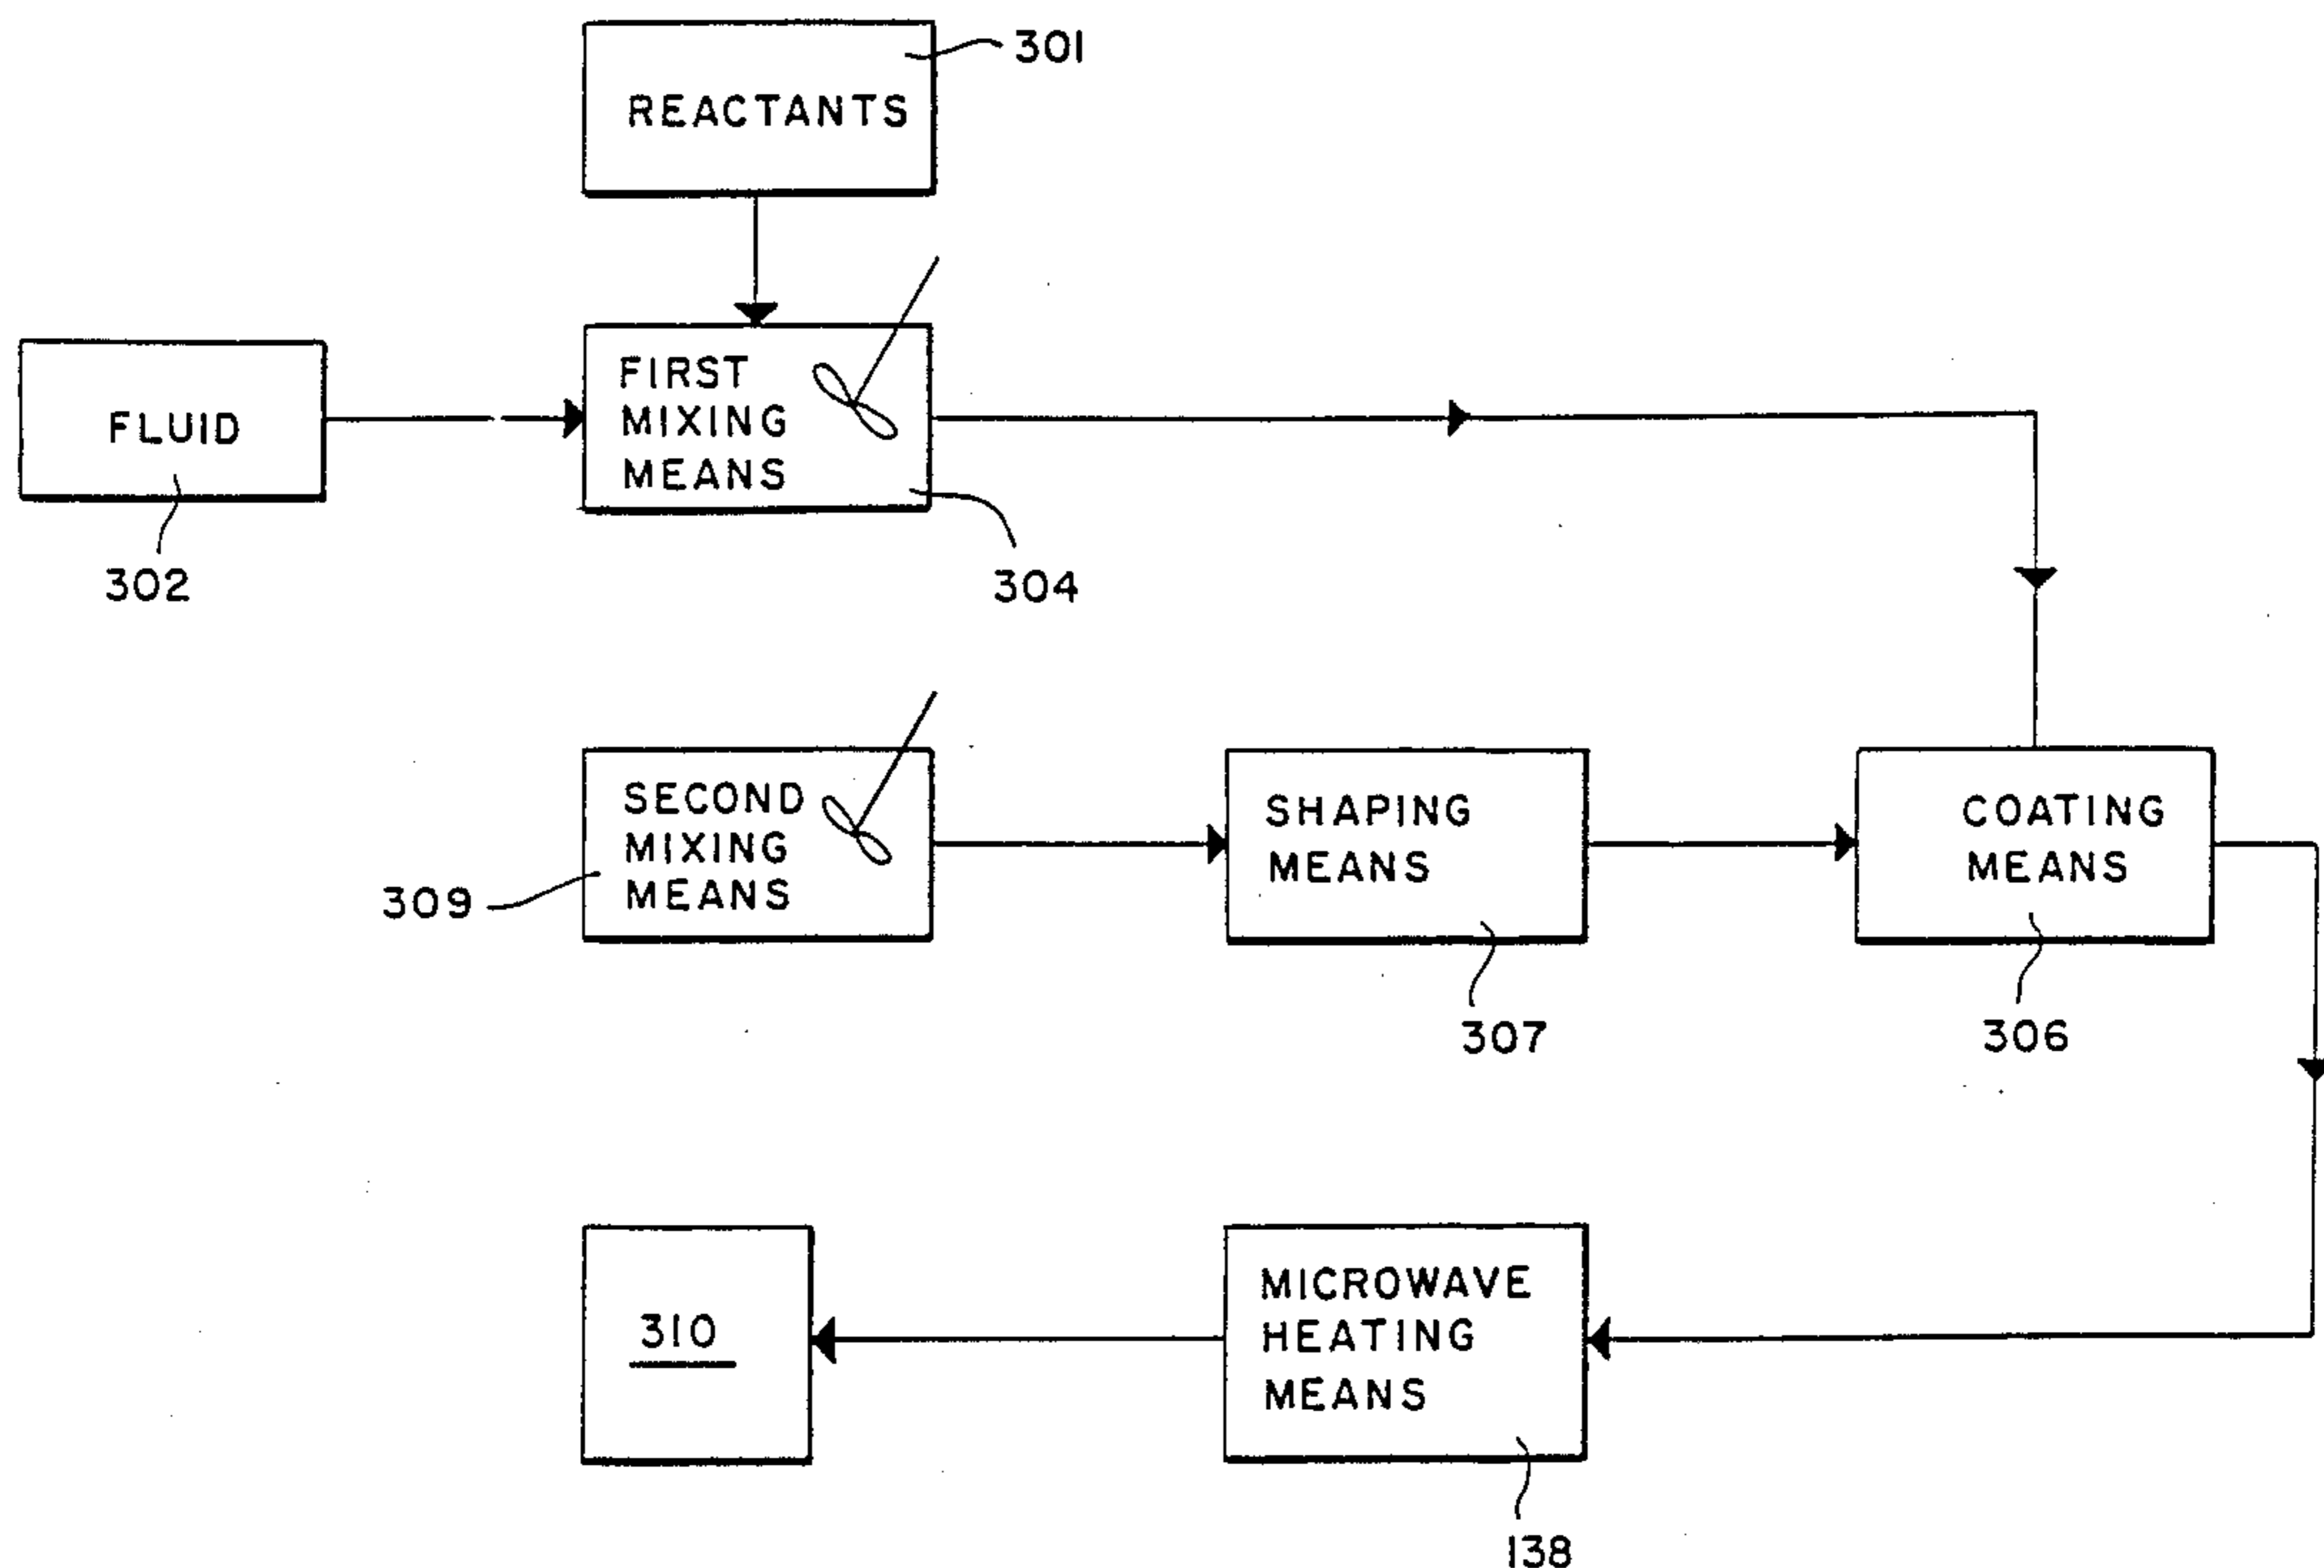 301
REACTANTS
FIRST
MIXING
MEANS
FLUID
302
304
SECOND
MIXING
MEANS
309
SHAPING
MEANS
307
COATING
MEANS
306
310
MICROWAVE
HEATING
MEANS
138